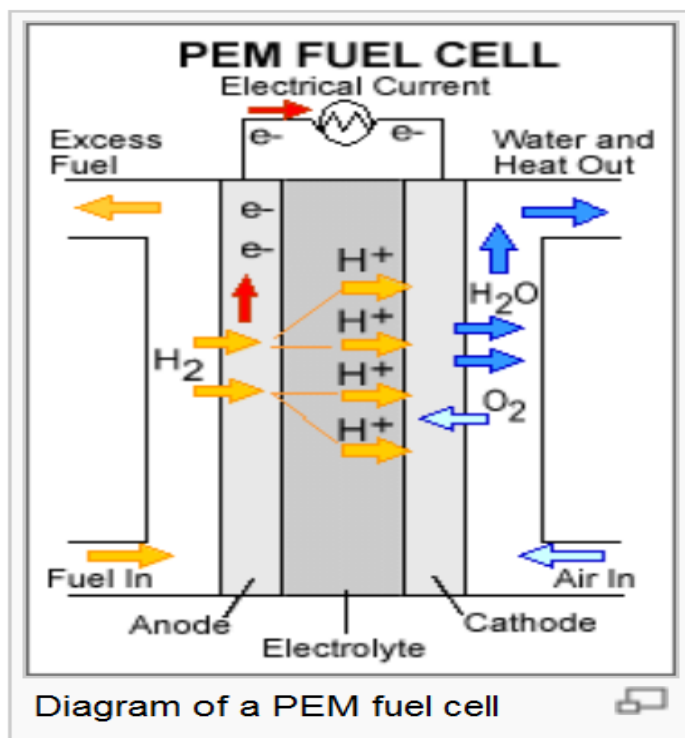 PEM FUEL CELL
Electrical Current
e-
e-
Excess
Fuel
Water and
Heat Out
e-
e-
H+
H2O
H+
H2
H+
O2
H+
Fuel In
Air In
Anode
Cathode
Electrolyte
Diagram of a PEM fuel cell